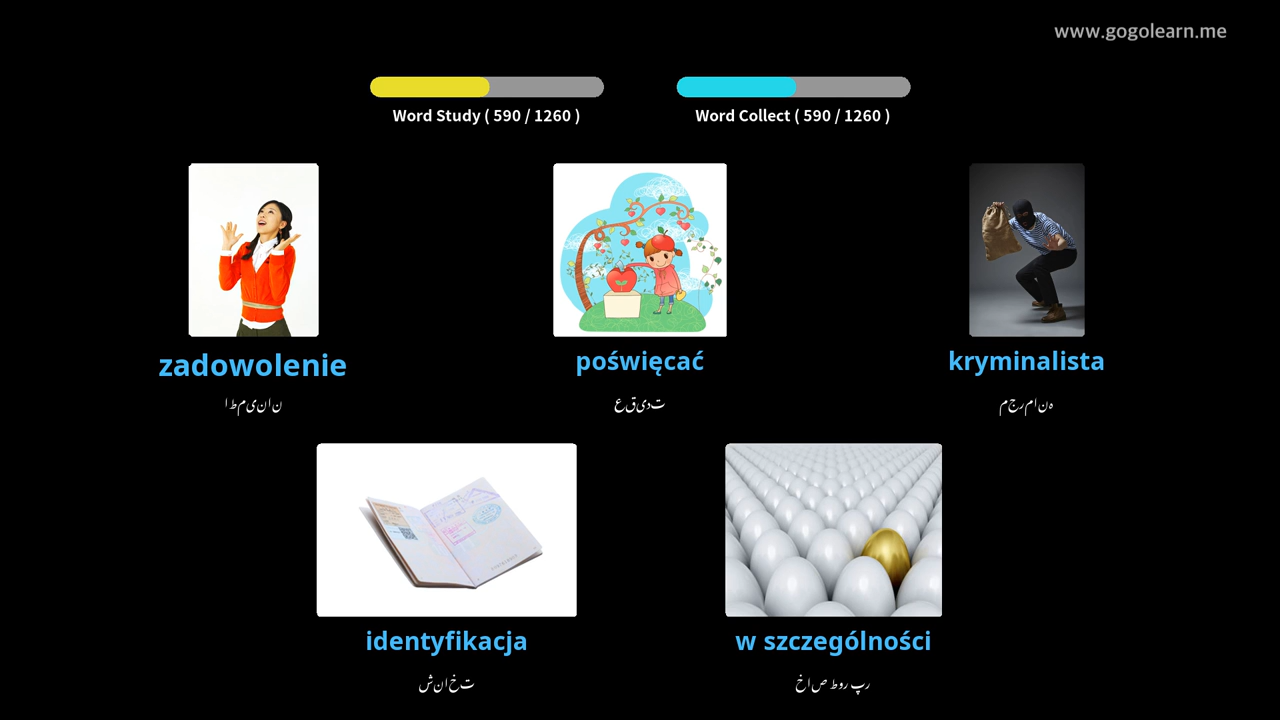 www.gogolearn.me
Word Study ( 590 / 1260 )
Word Collect ( 590 / 1260 )
zadowolenie
poświęcać
kryminalista
اطمینان
عقیدت
مجرمانہ
identyfikacja
w szczególności
شناخت
خاص طور پر